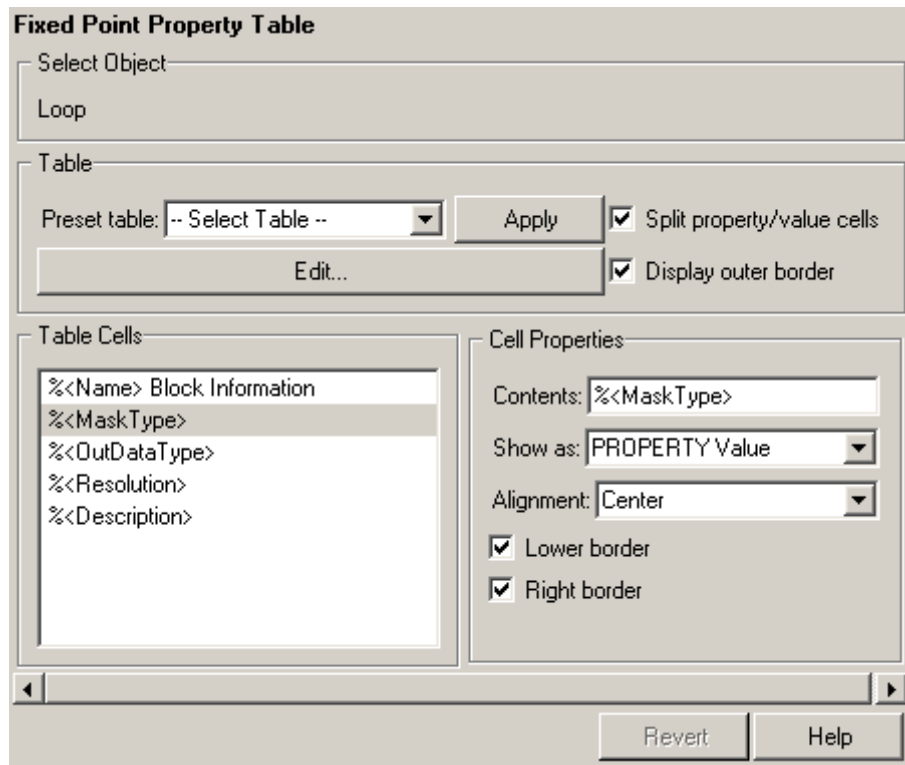 Fixed Point Property Table
Select Object
Loop
Table
Preset table: -- Select Table -- Apply Split property/value cells
Edit... Display outer border
Table Cells
%<Name> Block Information
%<MaskType>
%<OutDataType>
%<Resolution>
%<Description>
Cell Properties
Contents: %<MaskType>
Show as: PROPERTY Value
Alignment: Center
Lower border
Right border
Revert Help